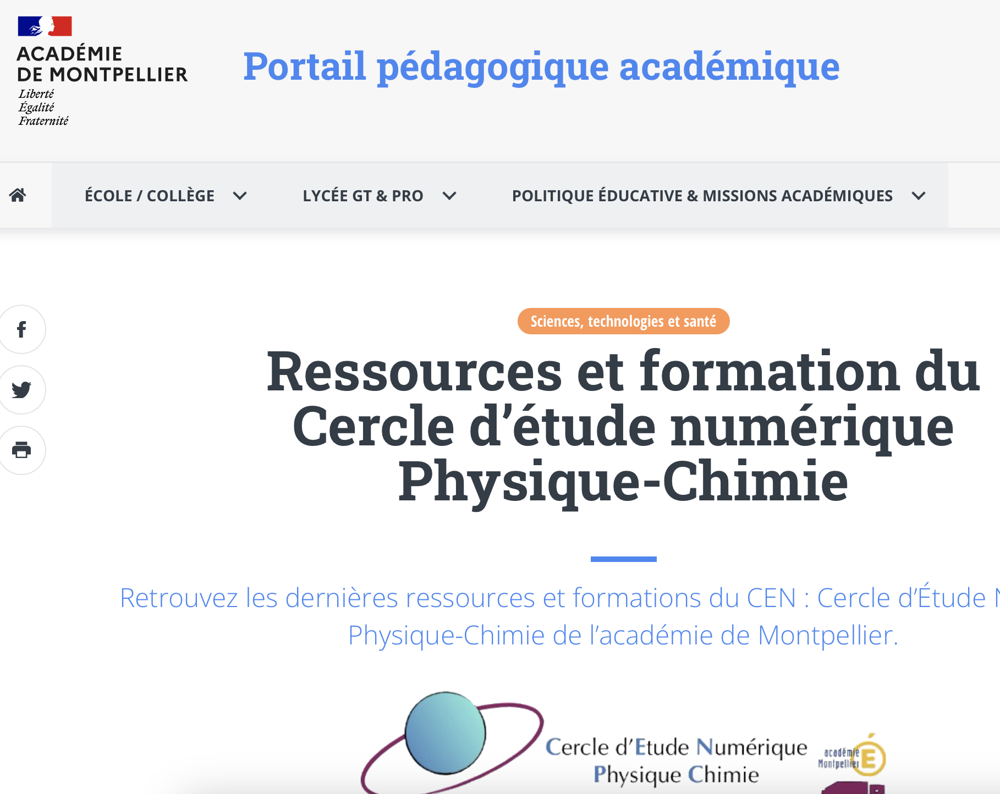 ACADÉMIE
DE MONTPELLIER
Liberté
Égalité
Fraternité
Portail pédagogique académique
ÉCOLE / COLLÈGE
LYCÉE GT & PRO
POLITIQUE ÉDUCATIVE & MISSIONS ACADÉMIQUES
Sciences, technologies et santé
Ressources et formation du
Cercle d’étude numérique
Physique-Chimie
Retrouvez les dernières ressources et formations du CEN : Cercle d’Étude
Physique-Chimie de l’académie de Montpellier.
Cercle d’Etude Numérique
Physique Chimie
académie
Montpellier
É